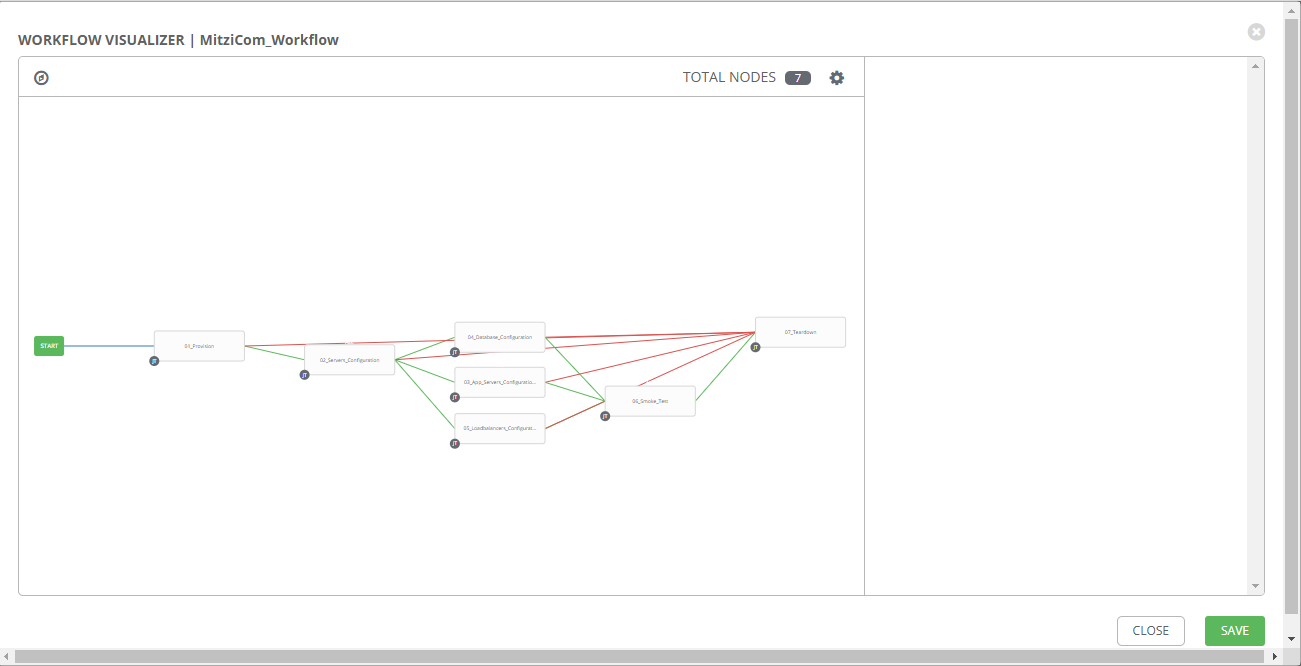 WORKFLOW VISUALIZER | MitziCom_Workflow
TOTAL NODES 7
START
01_Provision
JT
02_Servers_Configuration
JT
04_Database_Configuration
JT
03_App_Servers_Configuratio...
JT
05_Loadbalancers_Configurat...
JT
06_Smoke_Test
JT
07_Teardown
JT
CLOSE
SAVE